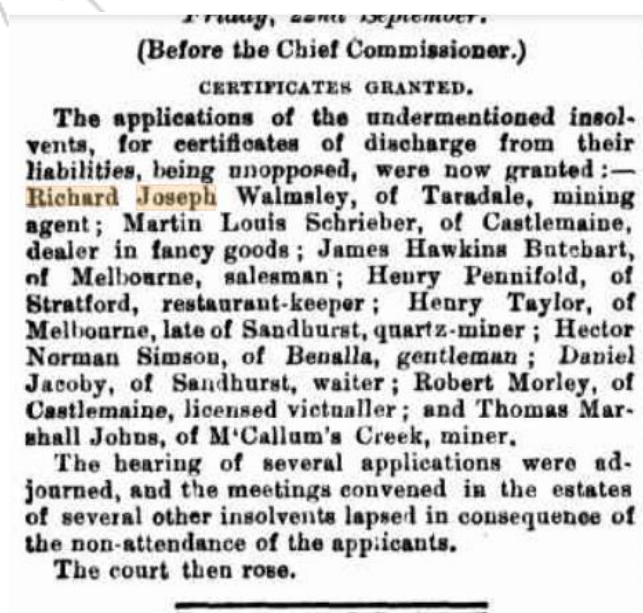 Friday, 22nd September.
(Before the Chief Commissioner.)
CERTIFICATES GRANTED.
The applications of the undermentioned insol-
vents, for certificates of discharge from their
liabilities, being unopposed, were now granted:—
Richard Joseph Walmsley, of Taradale, mining
agent; Martin Louis Schrieber, of Castlemaine,
dealer in fancy goods; James Hawkins Butchart,
of Melbourne, salesman; Henry Pennifold, of
Stratford, restaurant-keeper; Henry Taylor, of
Melbourne, late of Sandhurst, quartz-miner; Hector
Norman Simson, of Benalla, gentleman; Daniel
Jacoby, of Sandhurst, waiter; Robert Morley, of
Castlemaine, licensed victualler; and Thomas Mar-
shall Johns, of M'Callum's Creek, miner.
The hearing of several applications were ad-
journed, and the meetings convened in the estates
of several other insolvents lapsed in consequence of
the non-attendance of the applicants.
The court then rose.